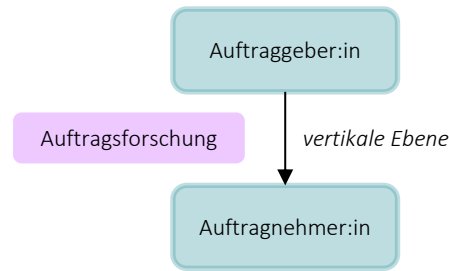 Auftraggeber:in
Auftragsforschung
vertikale Ebene
Auftragnehmer:in